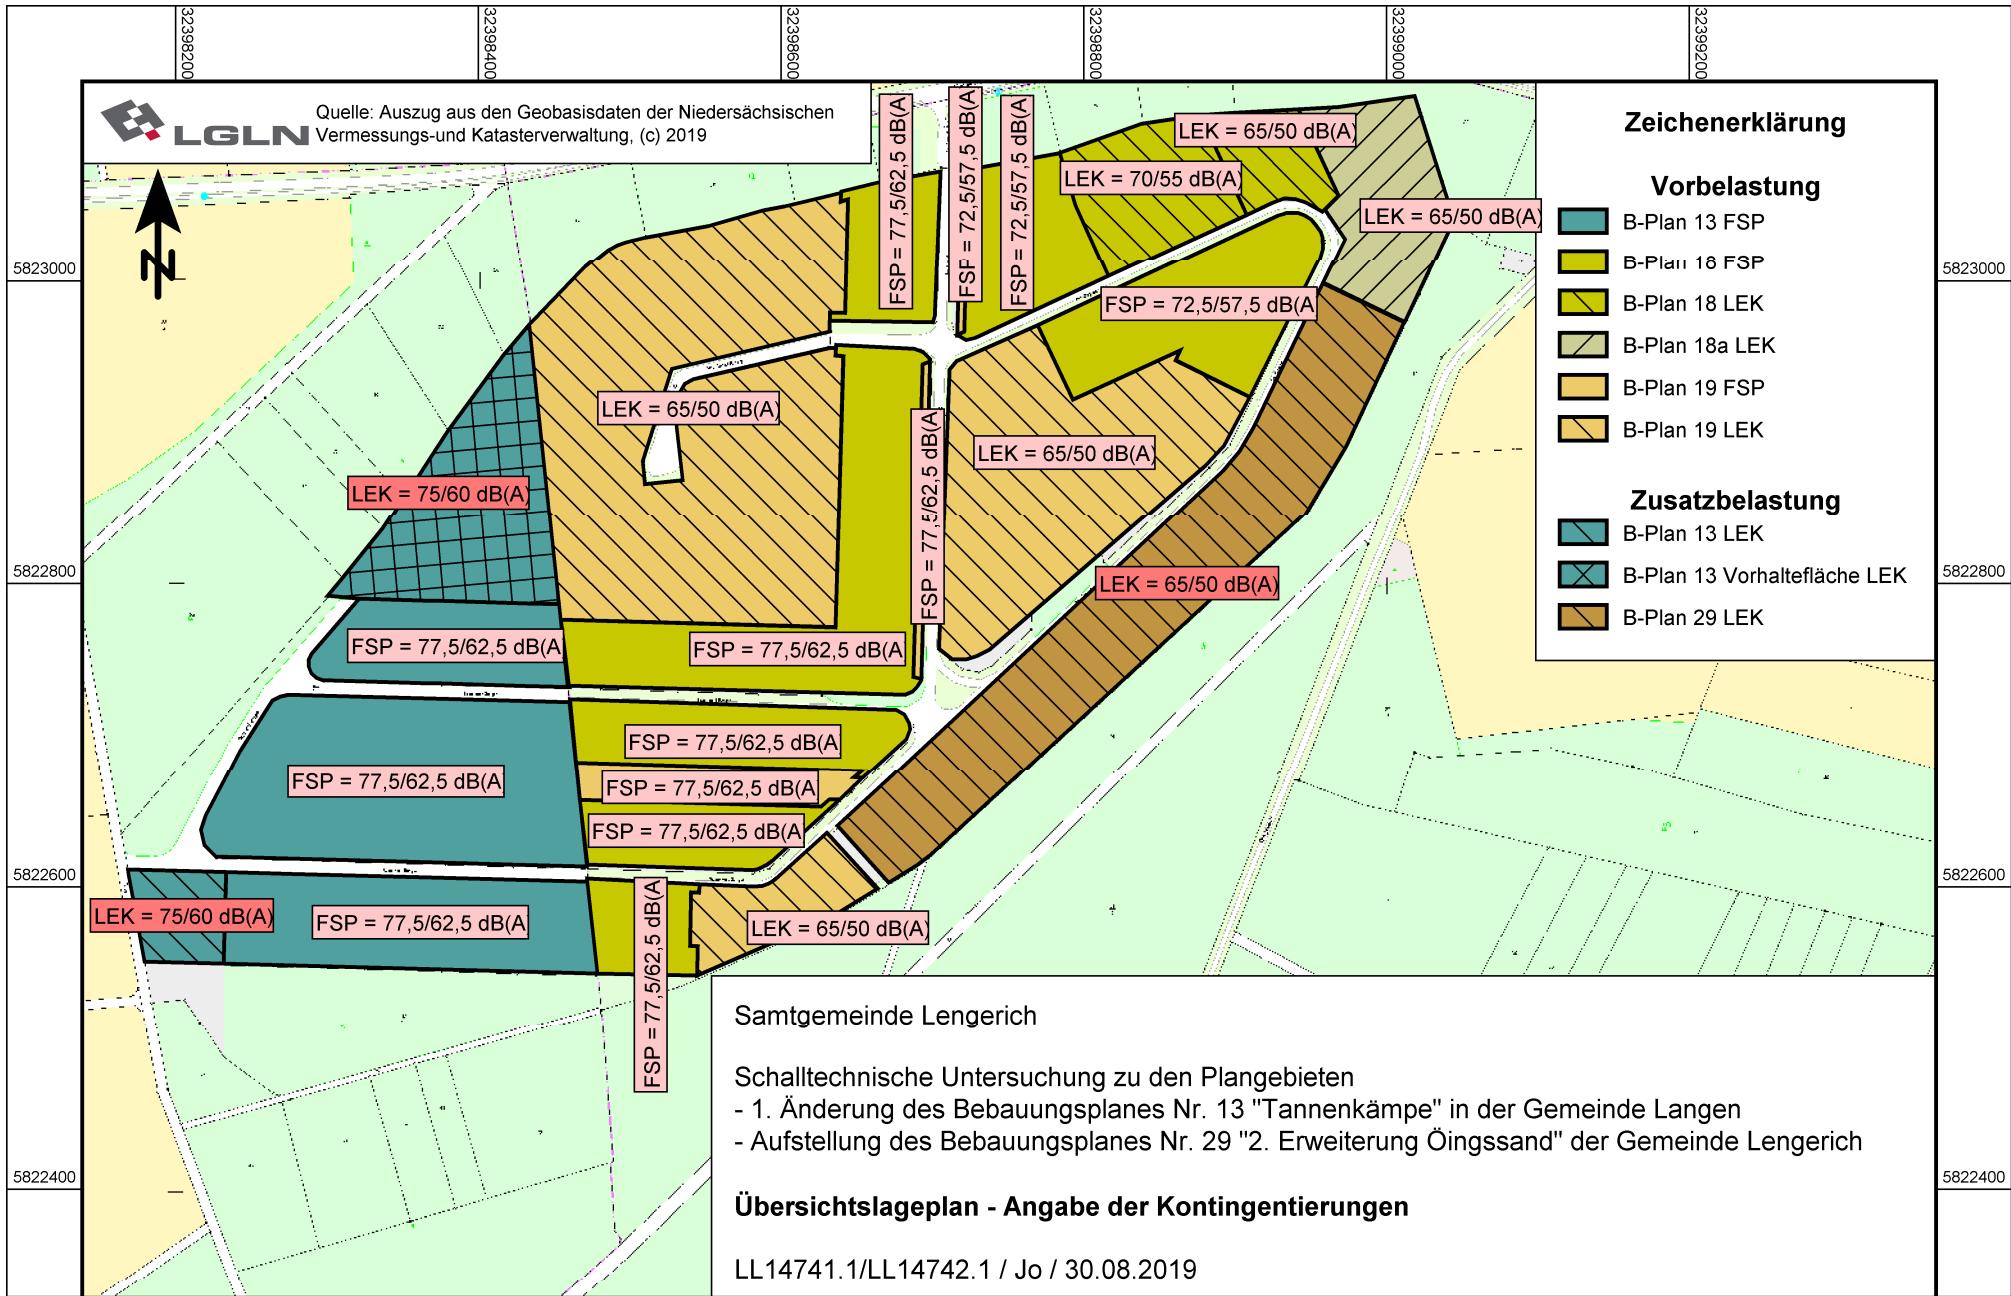 32398200
32398400
32398600
32398800
32399000
32399200
LGLN
Quelle: Auszug aus den Geobasisdaten der Niedersächsischen
Vermessungs-und Katasterverwaltung, (c) 2019
N
5823000
5822800
5822600
5822400
5823000
5822800
5822600
5822400
FSP = 77,5/62,5 dB(A
FSP = 72,5/57,5 dB(A
FSP = 72,5/57,5 dB(A
LEK = 65/50 dB(A)
LEK = 70/55 dB(A)
LEK = 65/50 dB(A)
FSP = 72,5/57,5 dB(A
LEK = 65/50 dB(A)
LEK = 65/50 dB(A)
LEK = 75/60 dB(A)
FSP = 77,5/62,5 dB(A
LEK = 65/50 dB(A)
FSP = 77,5/62,5 dB(A
FSP = 77,5/62,5 dB(A
FSP = 77,5/62,5 dB(A
FSP = 77,5/62,5 dB(A
FSP = 77,5/62,5 dB(A
FSP = 77,5/62,5 dB(A
LEK = 75/60 dB(A)
FSP = 77,5/62,5 dB(A
FSP = 77,5/62,5 dB(A
LEK = 65/50 dB(A)
Zeichenerklärung
Vorbelastung
B-Plan 13 FSP
B-Plan 18 FSP
B-Plan 18 LEK
B-Plan 18a LEK
B-Plan 19 FSP
B-Plan 19 LEK
Zusatzbelastung
B-Plan 13 LEK
B-Plan 13 Vorhaltefläche LEK
B-Plan 29 LEK
Samtgemeinde Lengerich
Schalltechnische Untersuchung zu den Plangebieten
- 1. Änderung des Bebauungsplanes Nr. 13 "Tannenkämpe" in der Gemeinde Langen
- Aufstellung des Bebauungsplanes Nr. 29 "2. Erweiterung Öingssand" der Gemeinde Lengerich
Übersichtslageplan - Angabe der Kontingentierungen
LL14741.1/LL14742.1 / Jo / 30.08.2019